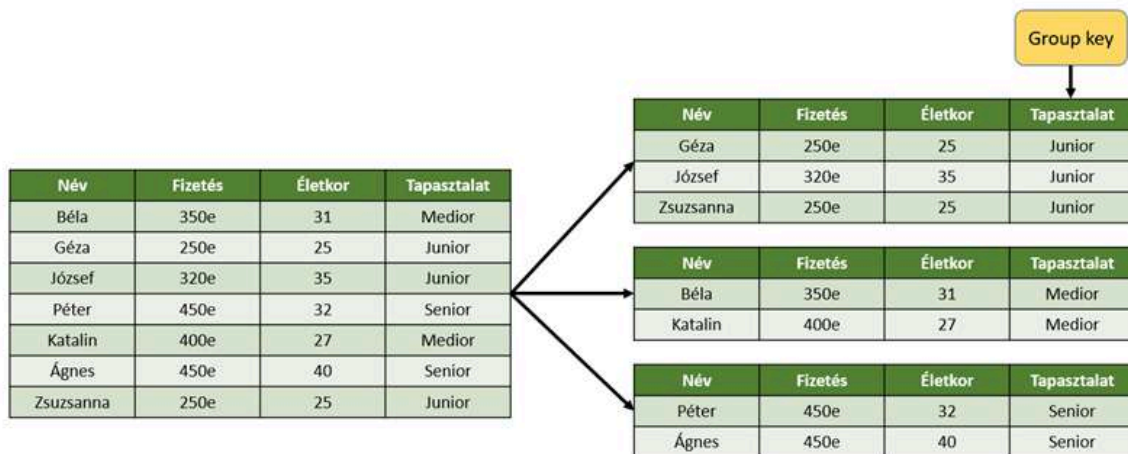 Group key
Név Fizetés Életkor Tapasztalat
Géza 250e 25 Junior
József 320e 35 Junior
Zsuzsanna 250e 25 Junior
Név Fizetés Életkor Tapasztalat
Béla 350e 31 Medior
Géza 250e 25 Junior
József 320e 35 Junior
Péter 450e 32 Senior
Katalin 400e 27 Medior
Ágnes 450e 40 Senior
Zsuzsanna 250e 25 Junior
Név Fizetés Életkor Tapasztalat
Béla 350e 31 Medior
Katalin 400e 27 Medior
Név Fizetés Életkor Tapasztalat
Péter 450e 32 Senior
Ágnes 450e 40 Senior